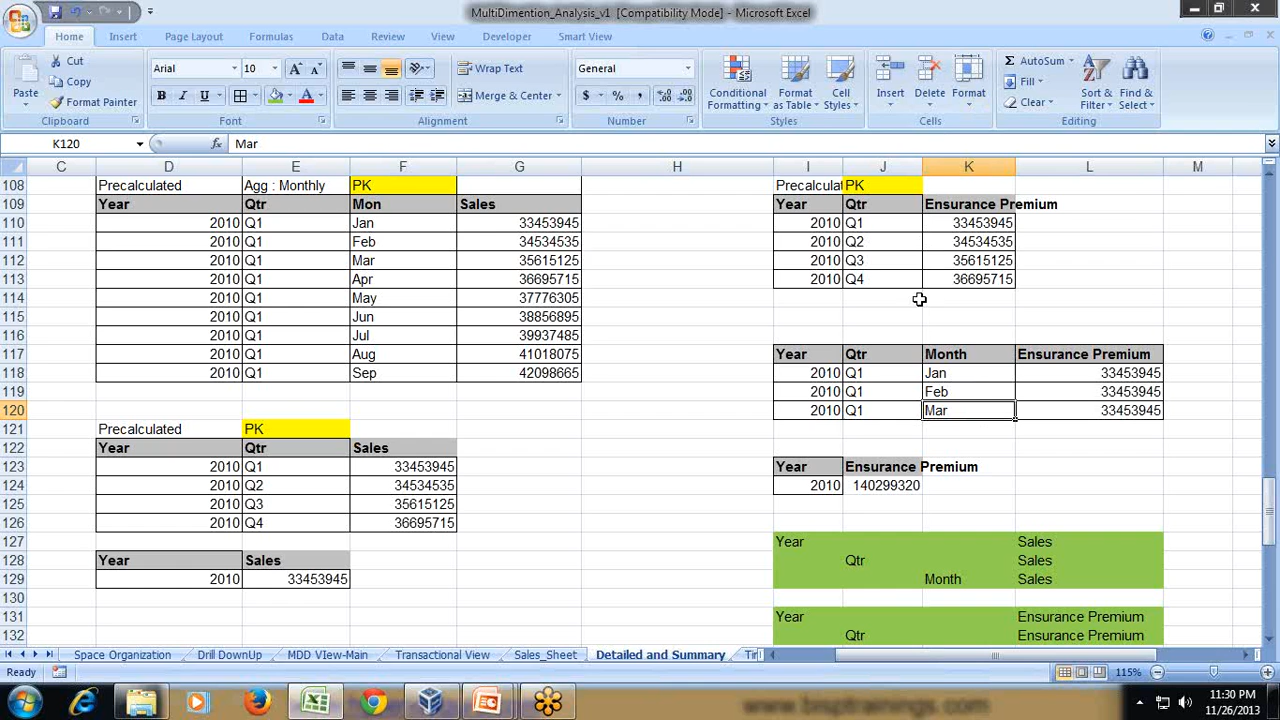 MultiDimention_Analysis_v1 [Compatibility Mode] - Microsoft Excel
Home Insert Page Layout Formulas Data Review View Developer Smart View
Paste Cut Copy Format Painter Clipboard
Arial 10 Font
Wrap Text Merge & Center Alignment
General Number
Conditional Formatting Format as Table Cell Styles Styles
Insert Delete Format Cells
AutoSum Fill Clear Sort & Filter Find & Select Editing
K120 fx Mar
C D E F G H I J K L M
108 Precalculated Agg : Monthly PK Precalculat PK
109 Year Qtr Mon Sales Year Qtr Ensurance Premium
110 2010 Q1 Jan 33453945 2010 Q1 33453945
111 2010 Q1 Feb 34534535 2010 Q2 34534535
112 2010 Q1 Mar 35615125 2010 Q3 35615125
113 2010 Q1 Apr 36695715 2010 Q4 36695715
114 2010 Q1 May 37776305
115 2010 Q1 Jun 38856895
116 2010 Q1 Jul 39937485
117 2010 Q1 Aug 41018075 Year Qtr Month Ensurance Premium
118 2010 Q1 Sep 42098665 2010 Q1 Jan 33453945
119 2010 Q1 Feb 33453945
120 2010 Q1 Mar 33453945
121 Precalculated PK
122 Year Qtr Sales
123 2010 Q1 33453945 Year Ensurance Premium
124 2010 Q2 34534535 2010 140299320
125 2010 Q3 35615125
126 2010 Q4 36695715
127 Year Sales
128 Year Sales Qtr Sales
129 2010 33453945 Month Sales
130
131 Year Ensurance Premium
132 Qtr Ensurance Premium
Space Organization Drill DownUp MDD VIew-Main Transactional View Sales_Sheet Detailed and Summary Tir
Ready 115%
www.bisptrainings.com
11:30 PM
11/26/2013